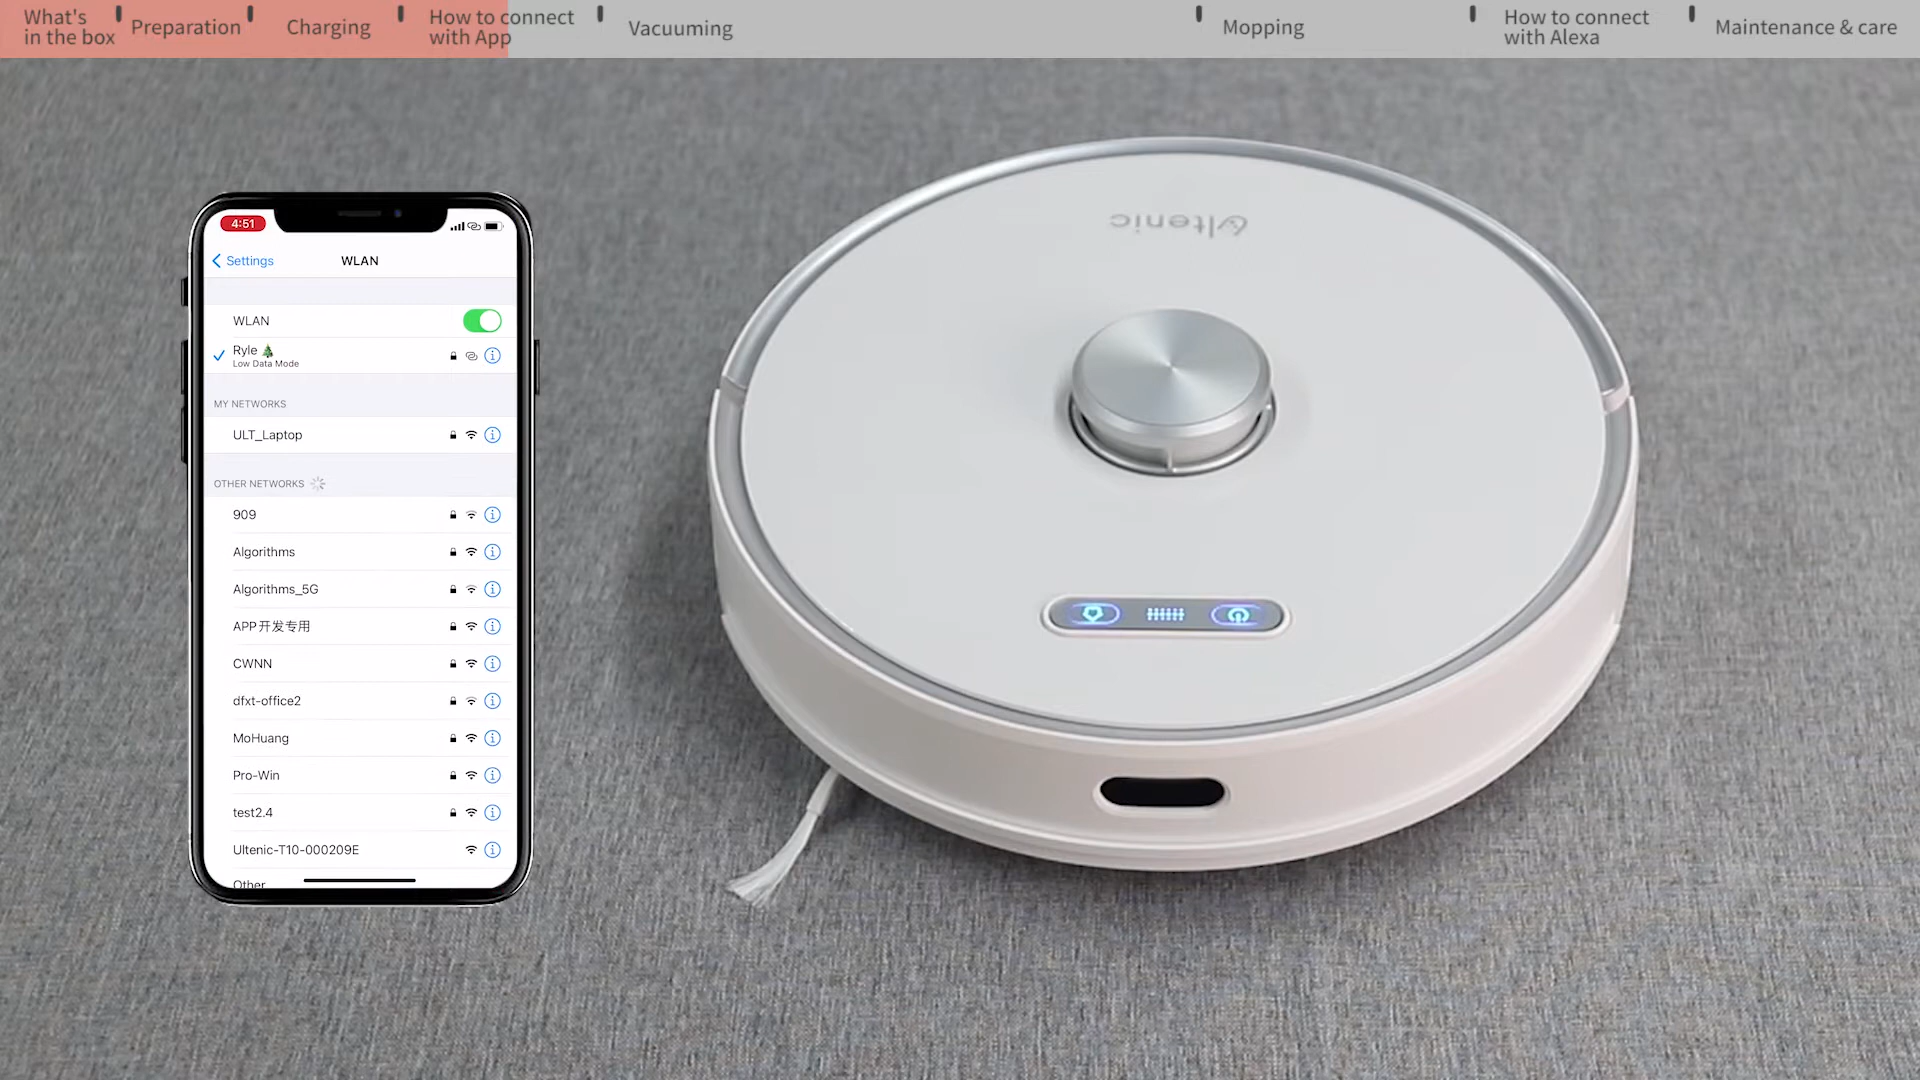 What's
in the box
Preparation
Charging
How to connect
with App
Vacuuming
Mopping
How to connect
with Alexa
Maintenance & care
4:51
Settings
WLAN
WLAN
Ryle 🎄
Low Data Mode
MY NETWORKS
ULT_Laptop
OTHER NETWORKS
909
Algorithms
Algorithms_5G
APP开发专用
CWNN
dfxt-office2
MoHuang
Pro-Win
test2.4
Ultenic-T10-000209E
Other
Ultenic